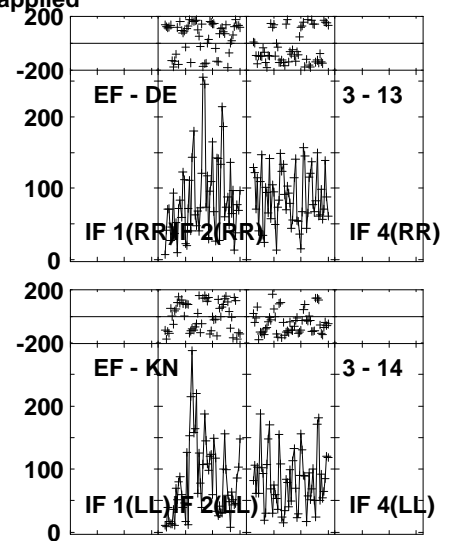 applied
200
-200
EF - DE 3 - 13
200
100
IF 1(RR) IF 2(RR) IF 4(RR)
0
200
-200
EF - KN 3 - 14
200
100
IF 1(LL) IF 2(LL) IF 4(LL)
0